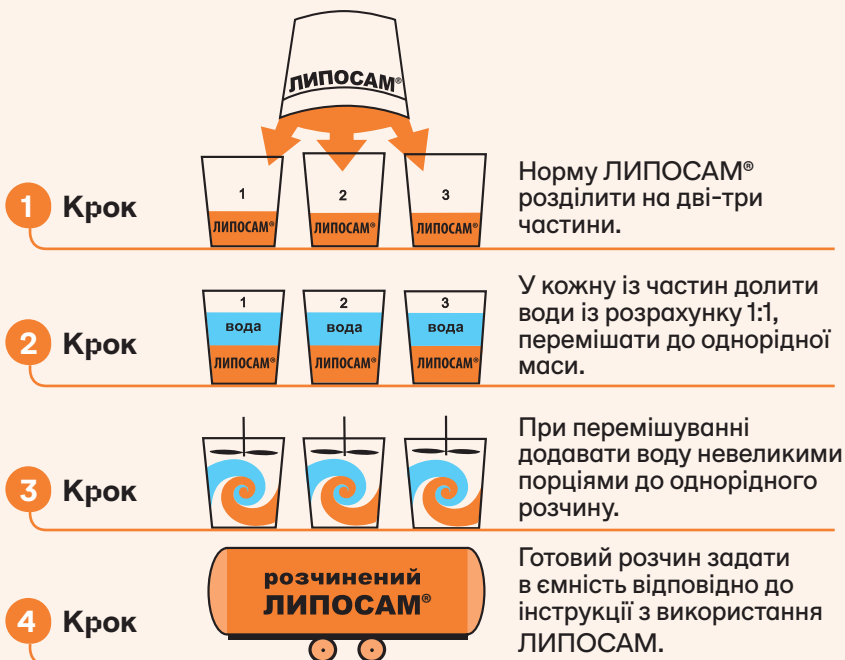 ЛИПОСАМ®
1 Крок
1
2
3
ЛИПОСАМ®
ЛИПОСАМ®
ЛИПОСАМ®
Норму ЛИПОСАМ®
розділити на дві-три
частини.
2 Крок
1
2
3
вода
вода
вода
ЛИПОСАМ®
ЛИПОСАМ®
ЛИПОСАМ®
У кожну із частин долити
води із розрахунку 1:1,
перемішати до однорідної
маси.
3 Крок
При перемішуванні
додавати воду невеликими
порціями до однорідного
розчину.
4 Крок
розчинений
ЛИПОСАМ®
Готовий розчин задати
в ємність відповідно до
інструкції з використання
ЛИПОСАМ.